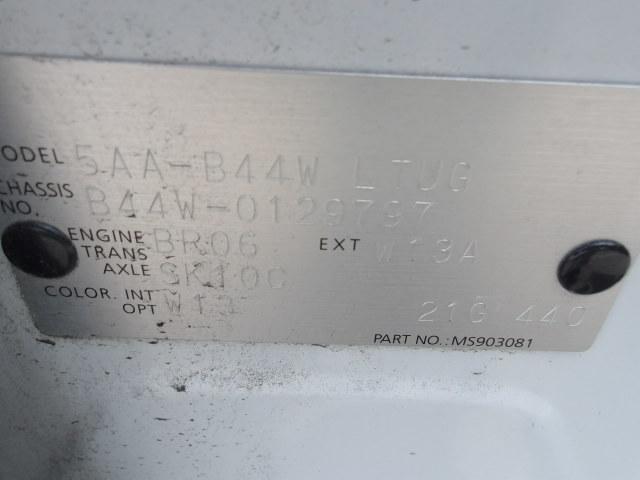 ODEL 5AA-B44W LTUG
CHASSIS NO. B44W-0129797
ENGINE BR06 EXT W13A
TRANS AXLE SK10C
COLOR. INT W13
OPT 21G 440
PART NO.: MS903081